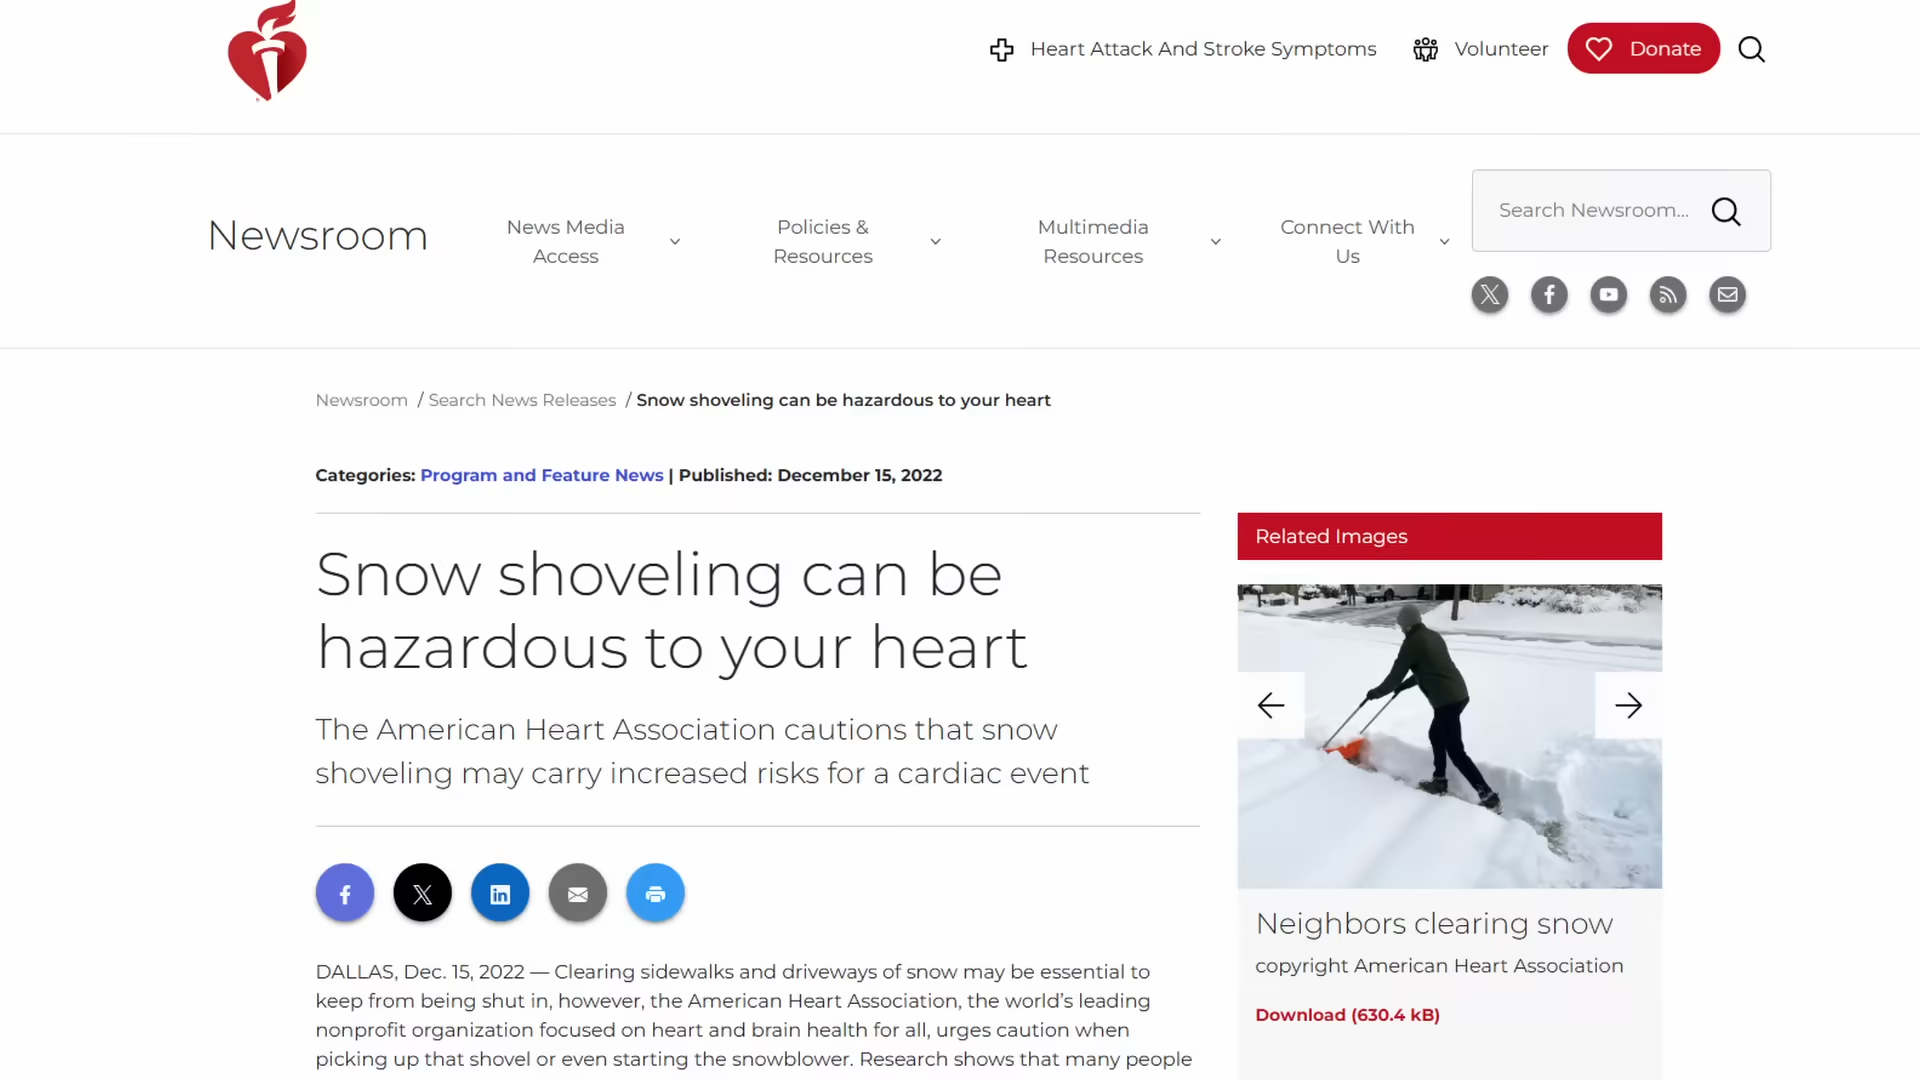 Heart Attack And Stroke Symptoms
Volunteer
Donate
Newsroom
News Media
Access
Policies &
Resources
Multimedia
Resources
Connect With
Us
Search Newsroom...
Newsroom / Search News Releases / Snow shoveling can be hazardous to your heart
Categories: Program and Feature News | Published: December 15, 2022
Snow shoveling can be
hazardous to your heart
The American Heart Association cautions that snow
shoveling may carry increased risks for a cardiac event
DALLAS, Dec. 15, 2022 — Clearing sidewalks and driveways of snow may be essential to
keep from being shut in, however, the American Heart Association, the world’s leading
nonprofit organization focused on heart and brain health for all, urges caution when
picking up that shovel or even starting the snowblower. Research shows that many people
Related Images
Neighbors clearing snow
copyright American Heart Association
Download (630.4 kB)